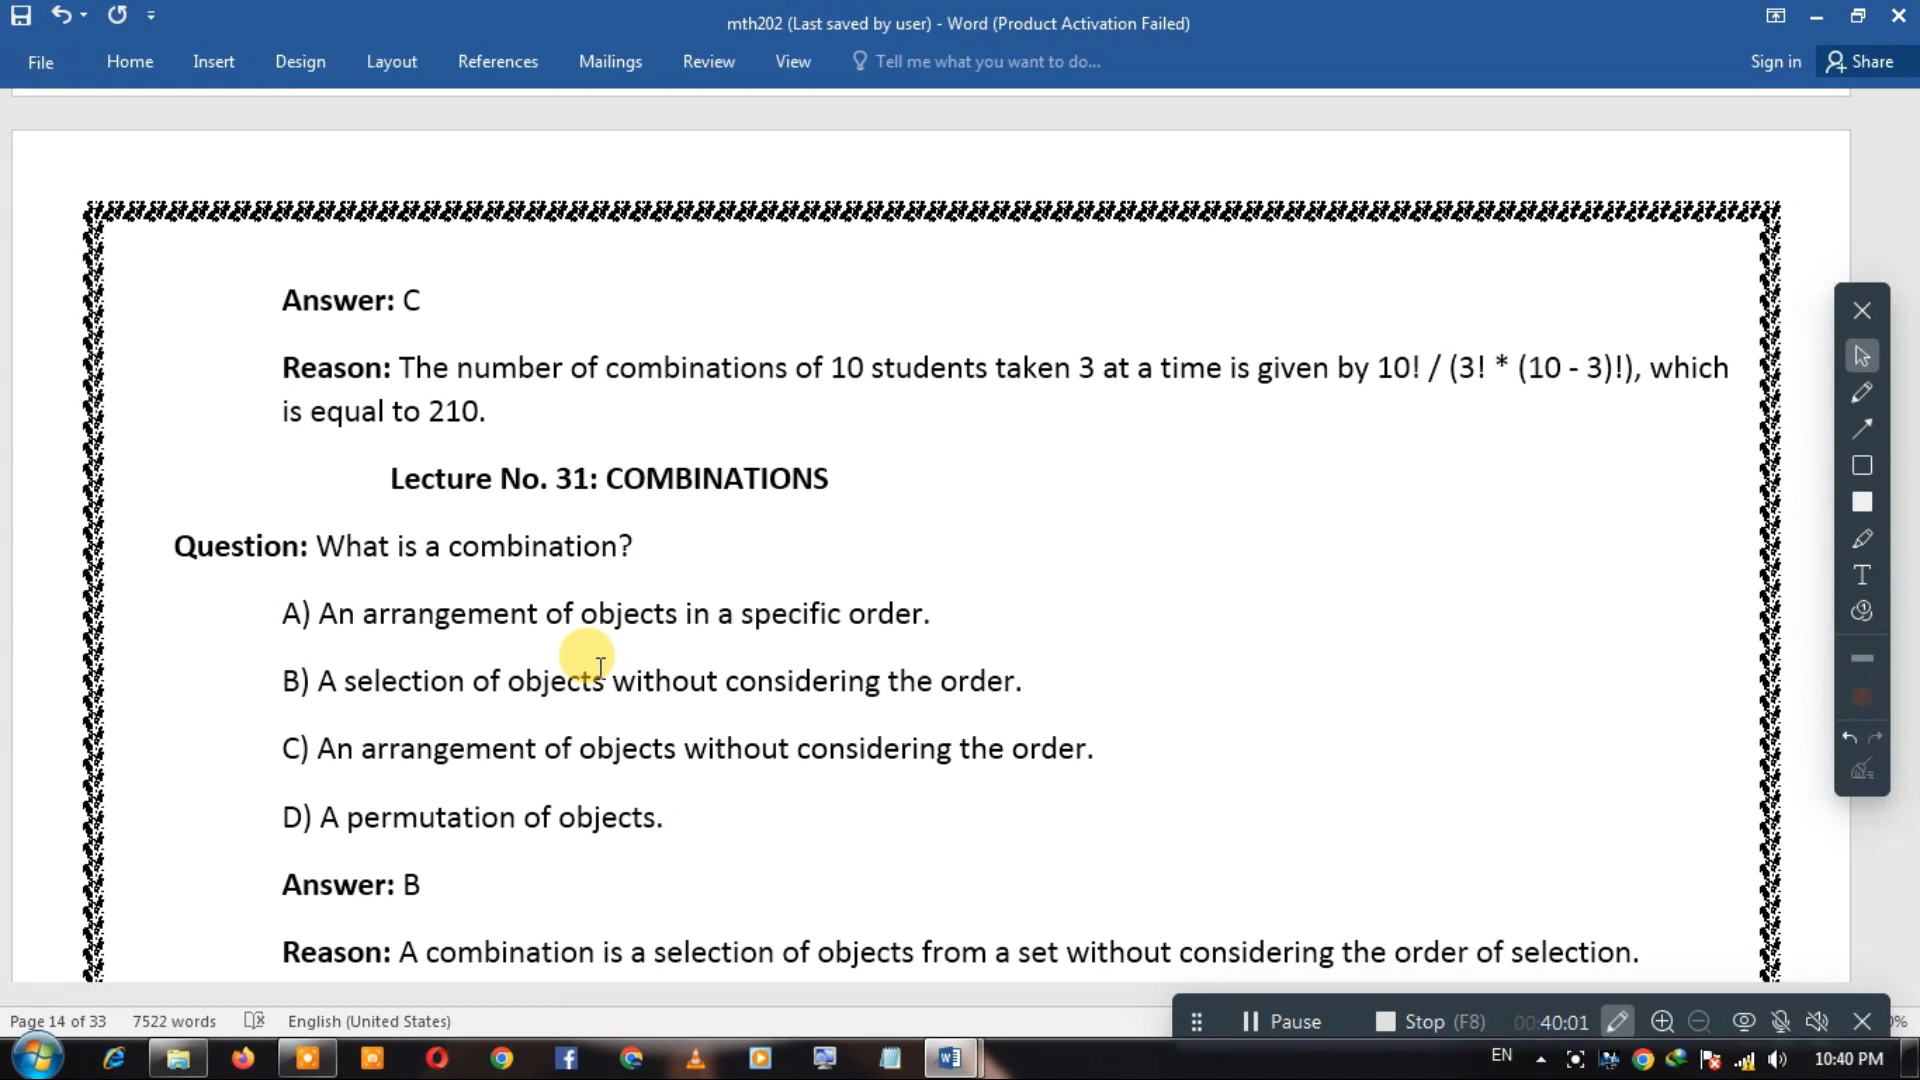 mth202 (Last saved by user) - Word (Product Activation Failed)
File Home Insert Design Layout References Mailings Review View Tell me what you want to do... Sign in Share
Answer: C
Reason: The number of combinations of 10 students taken 3 at a time is given by 10! / (3! * (10 - 3)!), which
is equal to 210.
Lecture No. 31: COMBINATIONS
Question: What is a combination?
A) An arrangement of objects in a specific order.
B) A selection of objects without considering the order.
C) An arrangement of objects without considering the order.
D) A permutation of objects.
Answer: B
Reason: A combination is a selection of objects from a set without considering the order of selection.
Page 14 of 33 7522 words English (United States) Pause Stop (F8) 00:40:01 0%
EN 10:40 PM